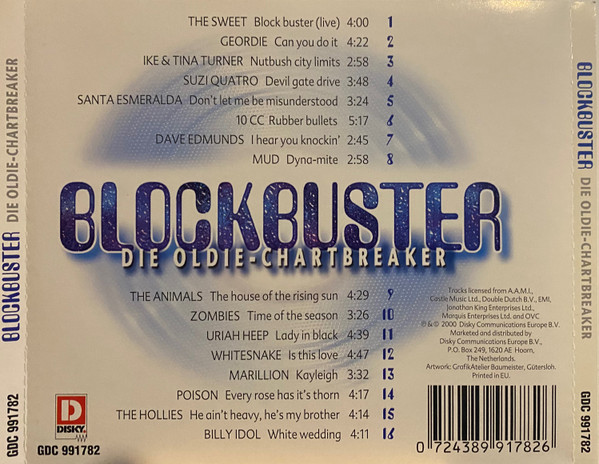 THE SWEET Block buster (live) 4:00 1
GEORDIE Can you do it 4:22 2
IKE & TINA TURNER Nutbush city limits 2:58 3
SUZI QUATRO Devil gate drive 3:48 4
SANTA ESMERALDA Don't let me be misunderstood 3:24 5
10 CC Rubber bullets 5:17 6
DAVE EDMUNDS I hear you knockin' 2:45 7
MUD Dyna-mite 2:58 8
BLOCKBUSTER
DIE OLDIE-CHARTBREAKER
THE ANIMALS The house of the rising sun 4:29 9
ZOMBIES Time of the season 3:26 10
URIAH HEEP Lady in black 4:39 11
WHITESNAKE Is this love 4:47 12
MARILLION Kayleigh 3:32 13
POISON Every rose has it's thorn 4:17 14
THE HOLLIES He ain't heavy, he's my brother 4:14 15
BILLY IDOL White wedding 4:11 16
Tracks licensed from A.A.M.I.,
Castle Music Ltd., Double Dutch B.V., EMI,
Jonathan King Enterprises Ltd.,
Marquis Enterprises Ltd. and OVC
℗ & © 2000 Disky Communications Europe B.V.
Marketed and distributed by
Disky Communications Europe B.V.,
P.O. Box 249, 1620 AE Hoorn,
The Netherlands.
Artwork: GrafikAtelier Baumeister, Gütersloh.
Printed in EU.
0 724389 917826
D
DISKY
GDC 991782
BLOCKBUSTER DIE OLDIE-CHARTBREAKER
GDC 991782
BLOCKBUSTER DIE OLDIE-CHARTBREAKER
GDC 991782